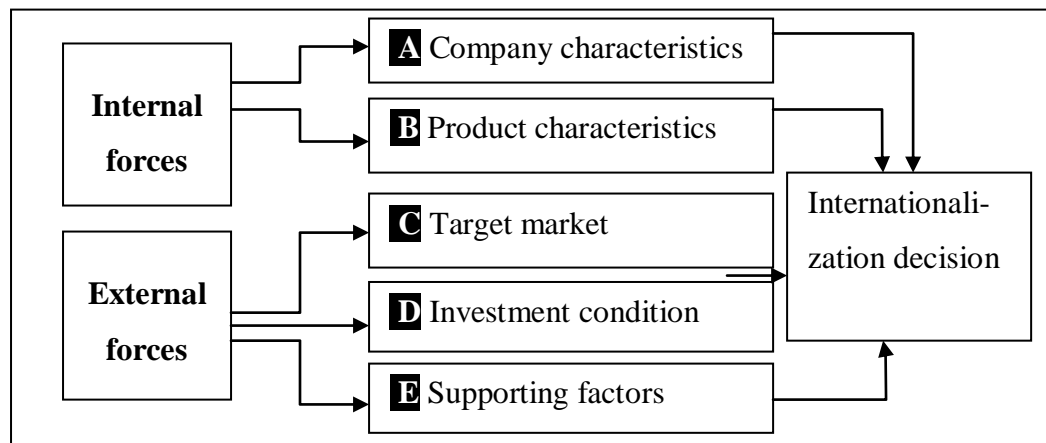 Internal
forces
A Company characteristics
B Product characteristics
External
forces
C Target market
D Investment condition
E Supporting factors
Internationali-
zation decision